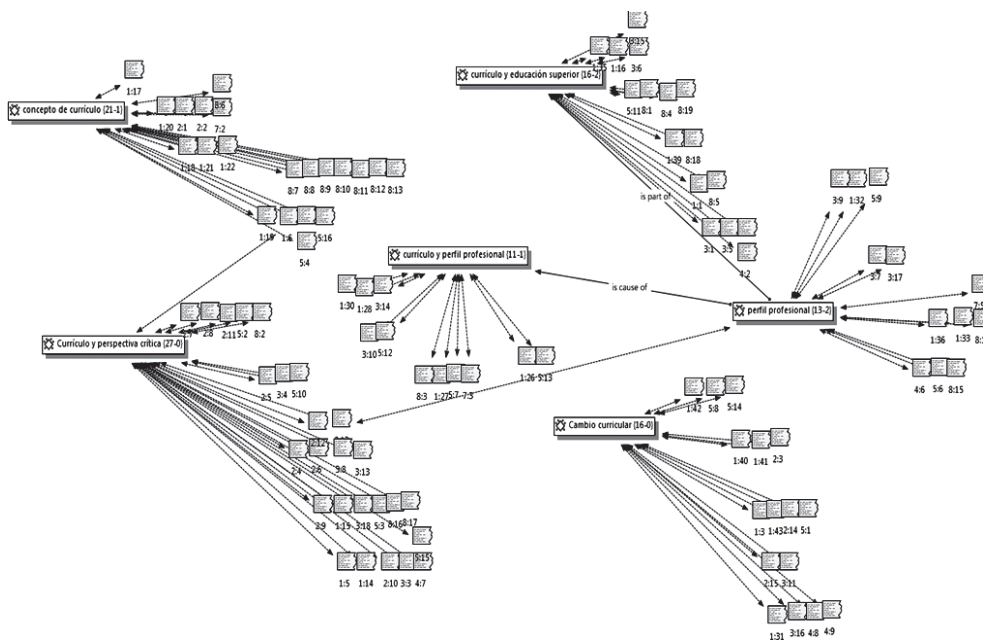 3:15
1:16 3:6
currículo y educación superior {16-2}
1:17
concepto de currículo {21-1}
8:6
1:20 2:1 2:2 7:2
5:11 8:1 8:4 8:19
1:21 1:22
1:39 8:18
8:7 8:8 8:9 8:10 8:11 8:12 8:13
1:1 8:5
is part of
3:9 1:32 5:9
1:6 5:16
5:4
3:1 3:5
4:2
currículo y perfil profesional {11-1}
3:7 3:17
is cause of
1:30 1:28 3:14
perfil profesional {13-2}
2:8 2:11 5:2 8:2
1:36 1:33
Currículo y perspectiva crítica {27-0}
3:10 5:12
1:26 5:13
4:6 5:6 8:15
8:3 1:27 5:7 7:3
2:5 3:4 5:10
1:42 5:8 5:14
Cambio curricular {16-0}
2:12
2:4 2:6 3:13
1:40 1:41 2:3
1:15 3:18 5:3 8:16 8:17
1:3 1:43 2:14 5:1
1:5 1:14 2:10 3:3 4:7
2:15 3:11
1:31 3:16 4:8 4:9